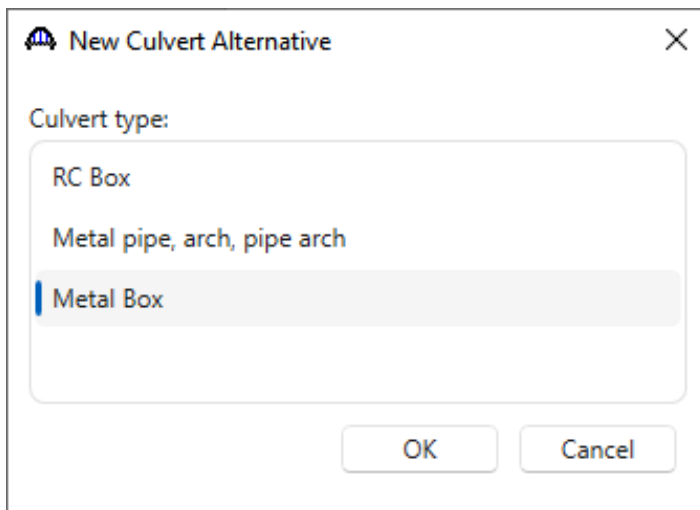 New Culvert Alternative
Culvert type:
RC Box
Metal pipe, arch, pipe arch
Metal Box
OK Cancel